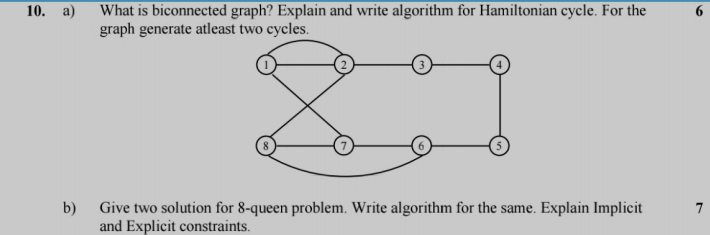 10. a) What is biconnected graph? Explain and write algorithm for Hamiltonian cycle. For the 6
graph generate atleast two cycles.
1 2 3 4
8 7 6 5
b) Give two solution for 8-queen problem. Write algorithm for the same. Explain Implicit 7
and Explicit constraints.